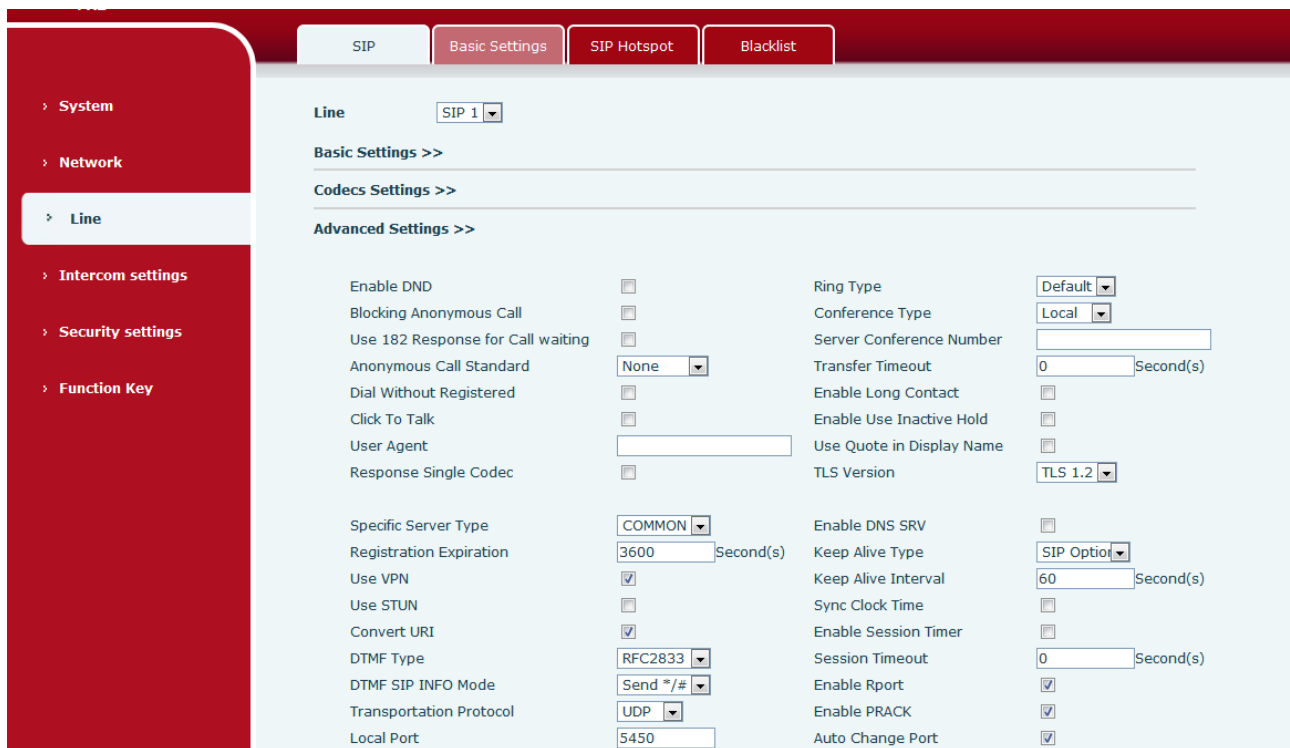 SIP Basic Settings SIP Hotspot Blacklist
› System
› Network
› Line
› Intercom settings
› Security settings
› Function Key
Line SIP 1
Basic Settings >>
Codecs Settings >>
Advanced Settings >>
Enable DND Ring Type Default
Blocking Anonymous Call Conference Type Local
Use 182 Response for Call waiting Server Conference Number
Anonymous Call Standard None Transfer Timeout 0 Second(s)
Dial Without Registered Enable Long Contact
Click To Talk Enable Use Inactive Hold
User Agent Use Quote in Display Name
Response Single Codec TLS Version TLS 1.2
Specific Server Type COMMON Enable DNS SRV
Registration Expiration 3600 Second(s) Keep Alive Type SIP Option
Use VPN Keep Alive Interval 60 Second(s)
Use STUN Sync Clock Time
Convert URI Enable Session Timer
DTMF Type RFC2833 Session Timeout 0 Second(s)
DTMF SIP INFO Mode Send */# Enable Rport
Transportation Protocol UDP Enable PRACK
Local Port 5450 Auto Change Port